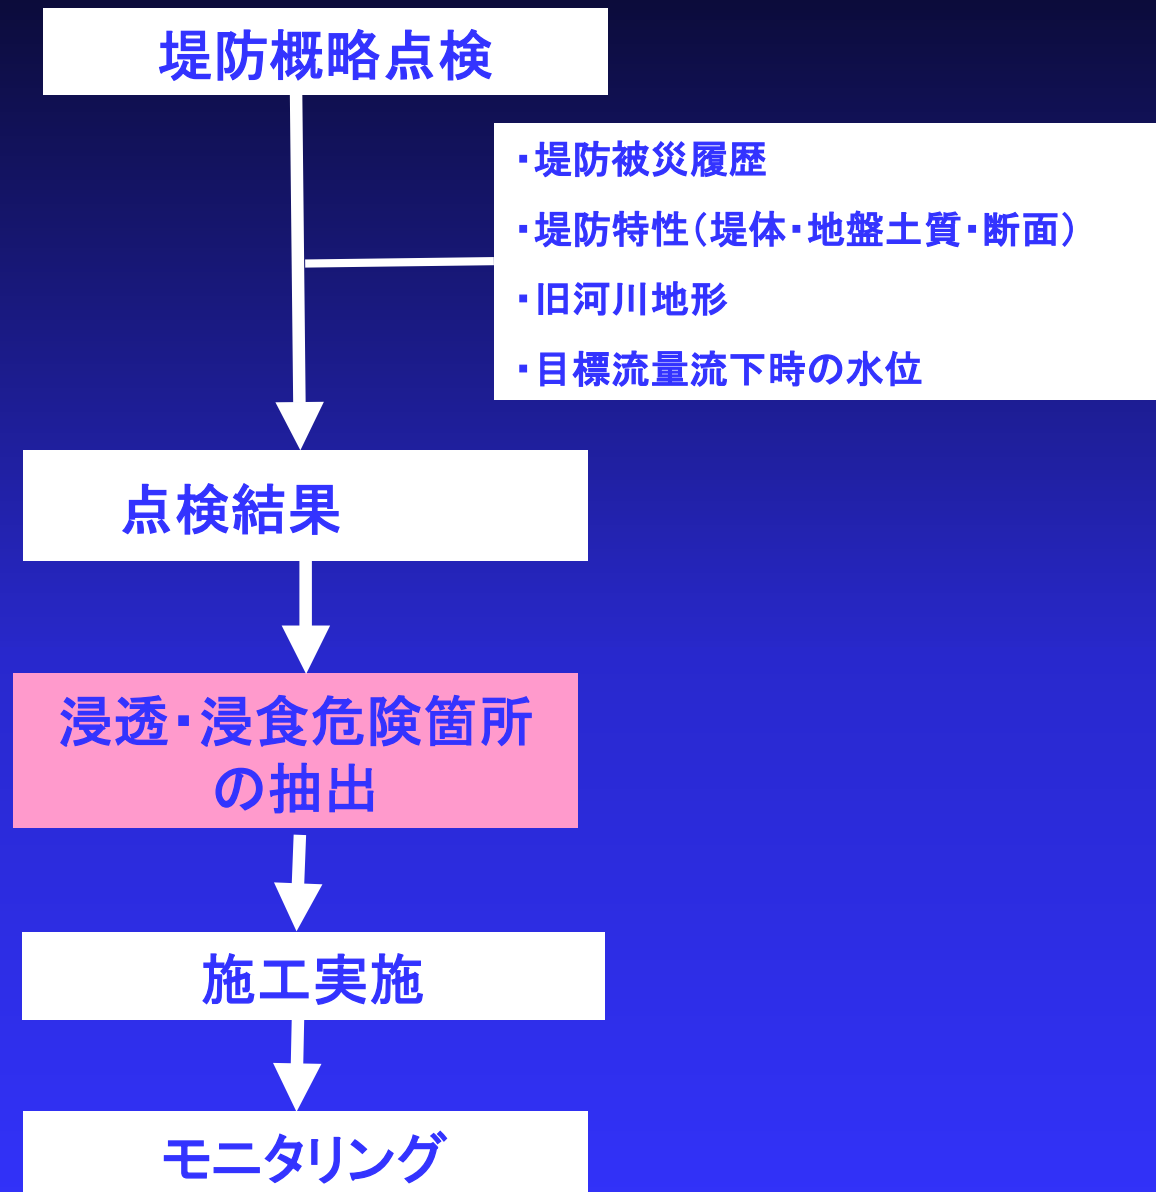 堤防概略点検
・堤防被災履歴
・堤防特性（堤体・地盤土質・断面）
・旧河川地形
・目標流量流下時の水位
点検結果
浸透・浸食危険箇所
の抽出
施工実施
モニタリング